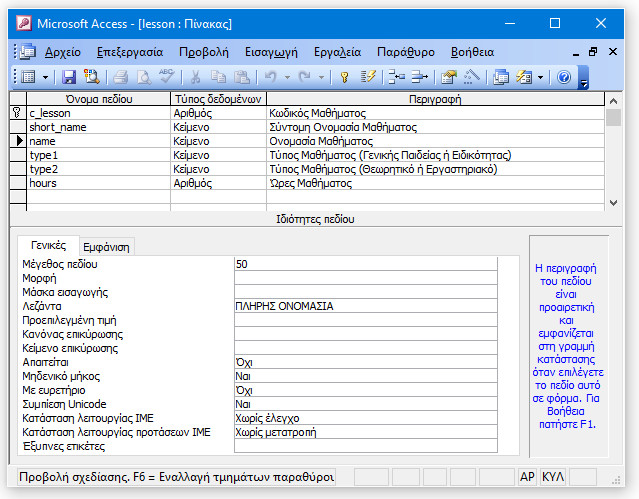 Microsoft Access - [lesson : Πίνακας]
Αρχείο Επεξεργασία Προβολή Εισαγωγή Εργαλεία Παράθυρο Βοήθεια
Όνομα πεδίου Τύπος δεδομένων Περιγραφή
c_lesson Αριθμός Κωδικός Μαθήματος
short_name Κείμενο Σύντομη Ονομασία Μαθήματος
name Κείμενο Ονομασία Μαθήματος
type1 Κείμενο Τύπος Μαθήματος (Γενικής Παιδείας ή Ειδικότητας)
type2 Κείμενο Τύπος Μαθήματος (Θεωρητικό ή Εργαστηριακό)
hours Αριθμός Ώρες Μαθήματος
Ιδιότητες πεδίου
Γενικές Εμφάνιση
Μέγεθος πεδίου 50
Μορφή
Μάσκα εισαγωγής
Λεζάντα ΠΛΗΡΗΣ ΟΝΟΜΑΣΙΑ
Προεπιλεγμένη τιμή
Κανόνας επικύρωσης
Κείμενο επικύρωσης
Απαιτείται Όχι
Μηδενικό μήκος Ναι
Με ευρετήριο Όχι
Συμπίεση Unicode Ναι
Κατάσταση λειτουργίας IME Χωρίς έλεγχο
Κατάσταση λειτουργίας προτάσεων IME Χωρίς μετατροπή
Έξυπνες ετικέτες
Η περιγραφή
του πεδίου
είναι
προαιρετική
και
εμφανίζεται
στη γραμμή
κατάστασης
όταν επιλέγετε
το πεδίο αυτό
σε φόρμα. Για
Βοήθεια
πατήστε F1.
Προβολή σχεδίασης. F6 = Εναλλαγή τμημάτων παραθύρου ΑΡ ΚΥΛ